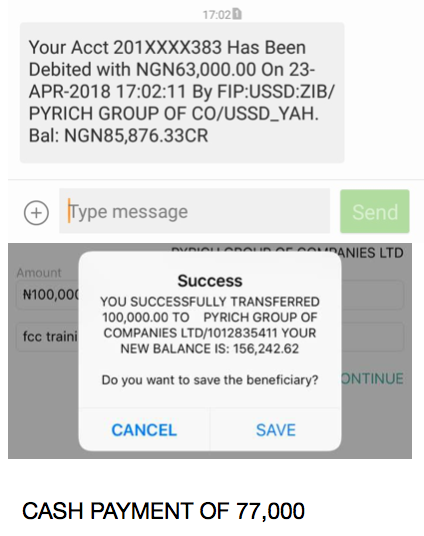 17:02
Your Acct 201XXXX383 Has Been
Debited with NGN63,000.00 On 23-
APR-2018 17:02:11 By FIP:USSD:ZIB/
PYRICH GROUP OF CO/USSD_YAH.
Bal: NGN85,876.33CR
Type message
Send
PYRICH GROUP OF COMPANIES LTD
Amount
₦100,000
fcc traini
CONTINUE
Success
YOU SUCCESSFULLY TRANSFERRED
100,000.00 TO PYRICH GROUP OF
COMPANIES LTD/1012835411 YOUR
NEW BALANCE IS: 156,242.62
Do you want to save the beneficiary?
CANCEL
SAVE
CASH PAYMENT OF 77,000